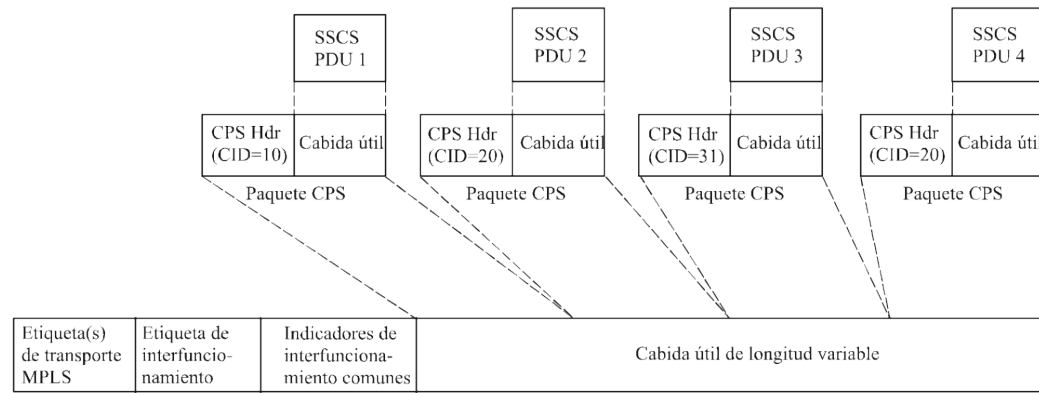 SSCS
PDU 1
SSCS
PDU 2
SSCS
PDU 3
SSCS
PDU 4
CPS Hdr
(CID=10)
Cabida útil
CPS Hdr
(CID=20)
Cabida útil
CPS Hdr
(CID=31)
Cabida útil
CPS Hdr
(CID=20)
Cabida útil
Paquete CPS
Paquete CPS
Paquete CPS
Paquete CPS
Etiqueta(s)
de transporte
MPLS
Etiqueta de
interfuncio-
namiento
Indicadores de
interfunciona-
miento comunes
Cabida útil de longitud variable